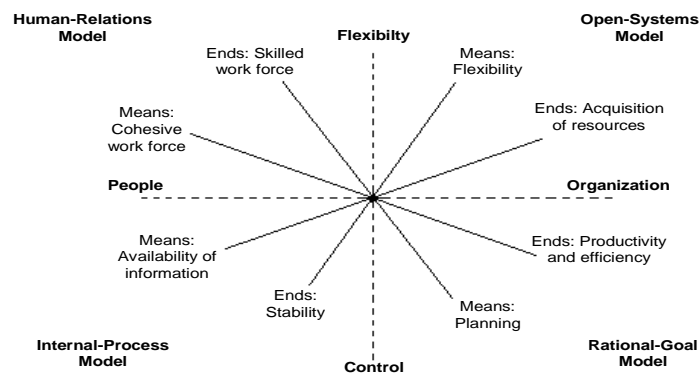 Human-Relations
Model
Flexibilty
Open-Systems
Model
Ends: Skilled
work force
Means:
Flexibility
Means:
Cohesive
work force
Ends: Acquisition
of resources
People
Organization
Means:
Availability of
information
Ends: Productivity
and efficiency
Ends:
Stability
Means:
Planning
Internal-Process
Model
Control
Rational-Goal
Model